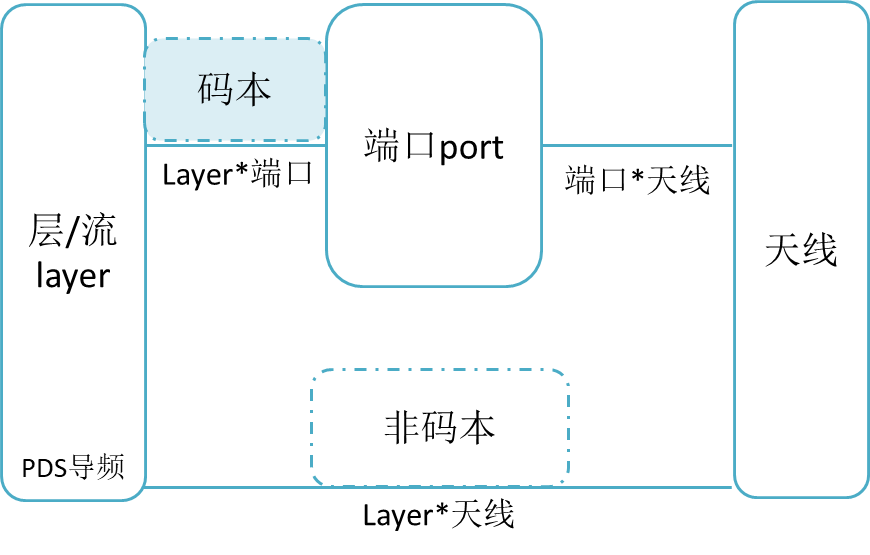 码本
Layer*端口
端口port
端口*天线
层/流
layer
天线
非码本
PDS导频
Layer*天线